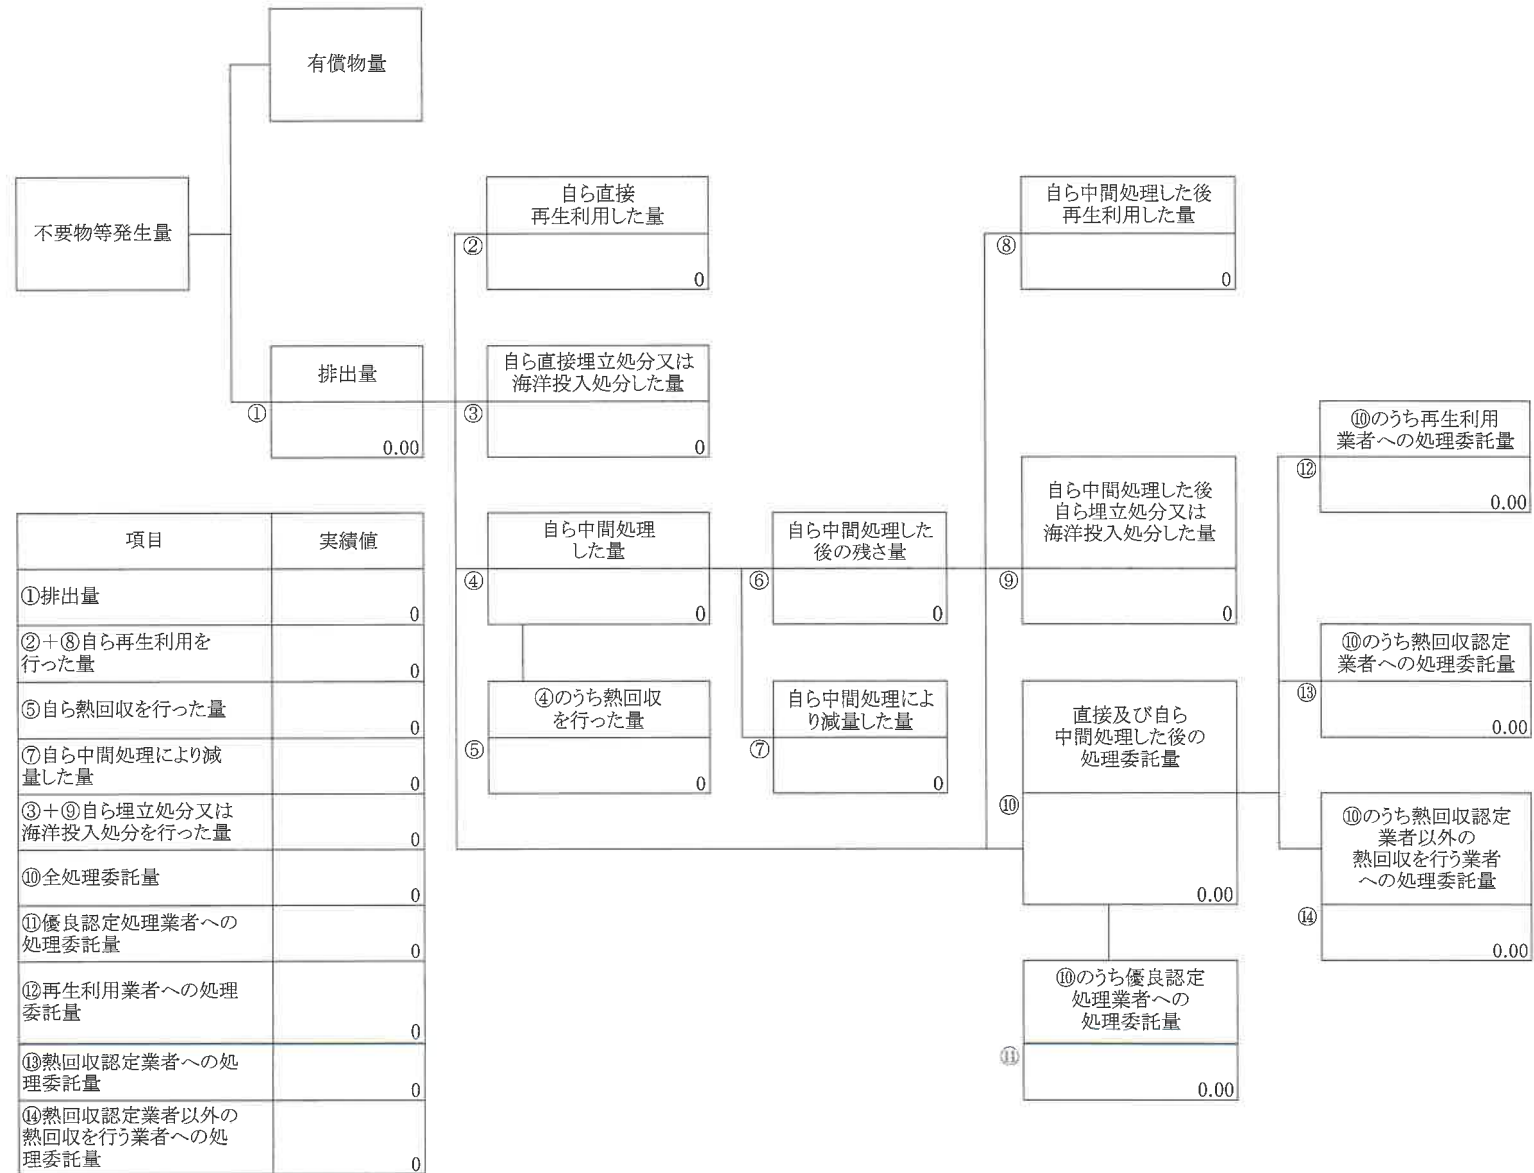 有償物量
不要物等発生量
自ら直接
再生利用した量
②
0
自ら中間処理した後
再生利用した量
⑧
0
排出量
①
0.00
自ら直接埋立処分又は
海洋投入処分した量
③
0
⑩のうち再生利用
業者への処理委託量
⑫
0.00
自ら中間処理
した量
④
0
自ら中間処理した
後の残さ量
⑥
0
自ら中間処理した後
自ら埋立処分又は
海洋投入処分した量
⑨
0
⑩のうち熱回収認定
業者への処理委託量
⑬
0.00
④のうち熱回収
を行った量
⑤
0
自ら中間処理によ
り減量した量
⑦
0
直接及び自ら
中間処理した後の
処理委託量
⑩
0.00
⑩のうち熱回収認定
業者以外の
熱回収を行う業者
への処理委託量
⑭
0.00
⑩のうち優良認定
処理業者への
処理委託量
⑪
0.00
項目 実績値
①排出量
0
②+⑧自ら再生利用を
行った量
0
⑤自ら熱回収を行った量
0
⑦自ら中間処理により減
量した量
0
③+⑨自ら埋立処分又は
海洋投入処分を行った量
0
⑩全処理委託量
0
⑪優良認定処理業者への
処理委託量
0
⑫再生利用業者への処理
委託量
0
⑬熱回収認定業者への処
理委託量
0
⑭熱回収認定業者以外の
熱回収を行う業者への処
理委託量
0